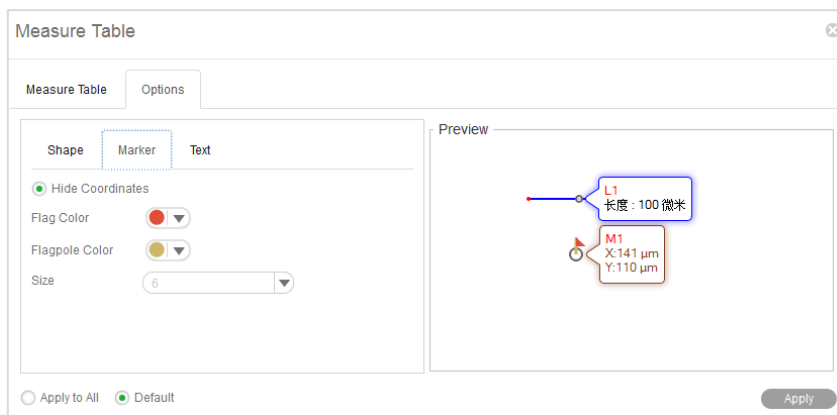 Measure Table
Measure Table
Options
Shape
Marker
Text
Hide Coordinates
Flag Color
Flagpole Color
Size
6
Preview
L1
长度 : 100 微米
M1
X:141 μm
Y:110 μm
Apply to All
Default
Apply